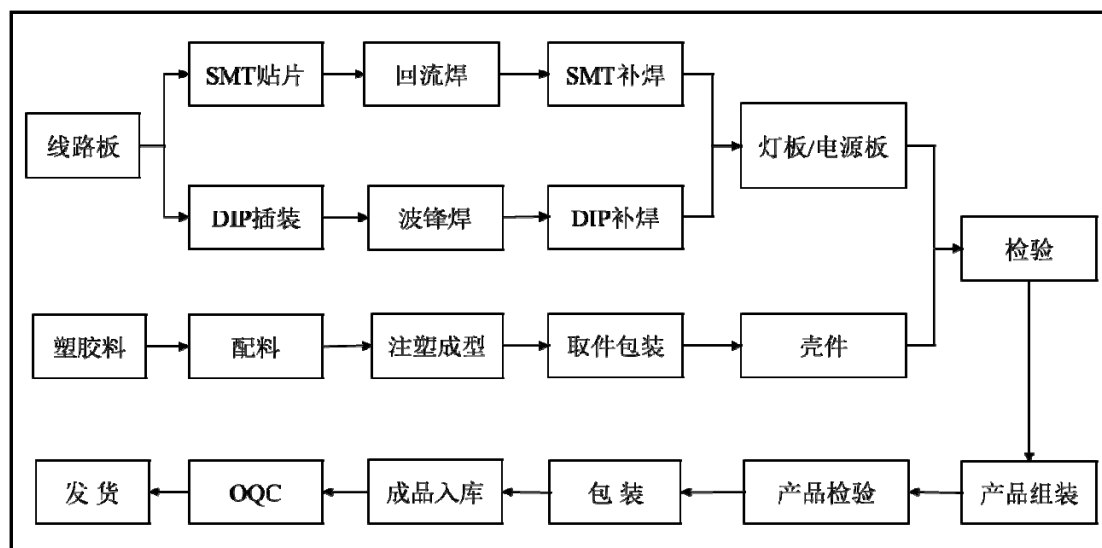 SMT贴片
回流焊
SMT补焊
线路板
灯板/电源板
DIP插装
波锋焊
DIP补焊
检验
塑胶料
配料
注塑成型
取件包装
壳件
发 货
OQC
成品入库
包 装
产品检验
产品组装